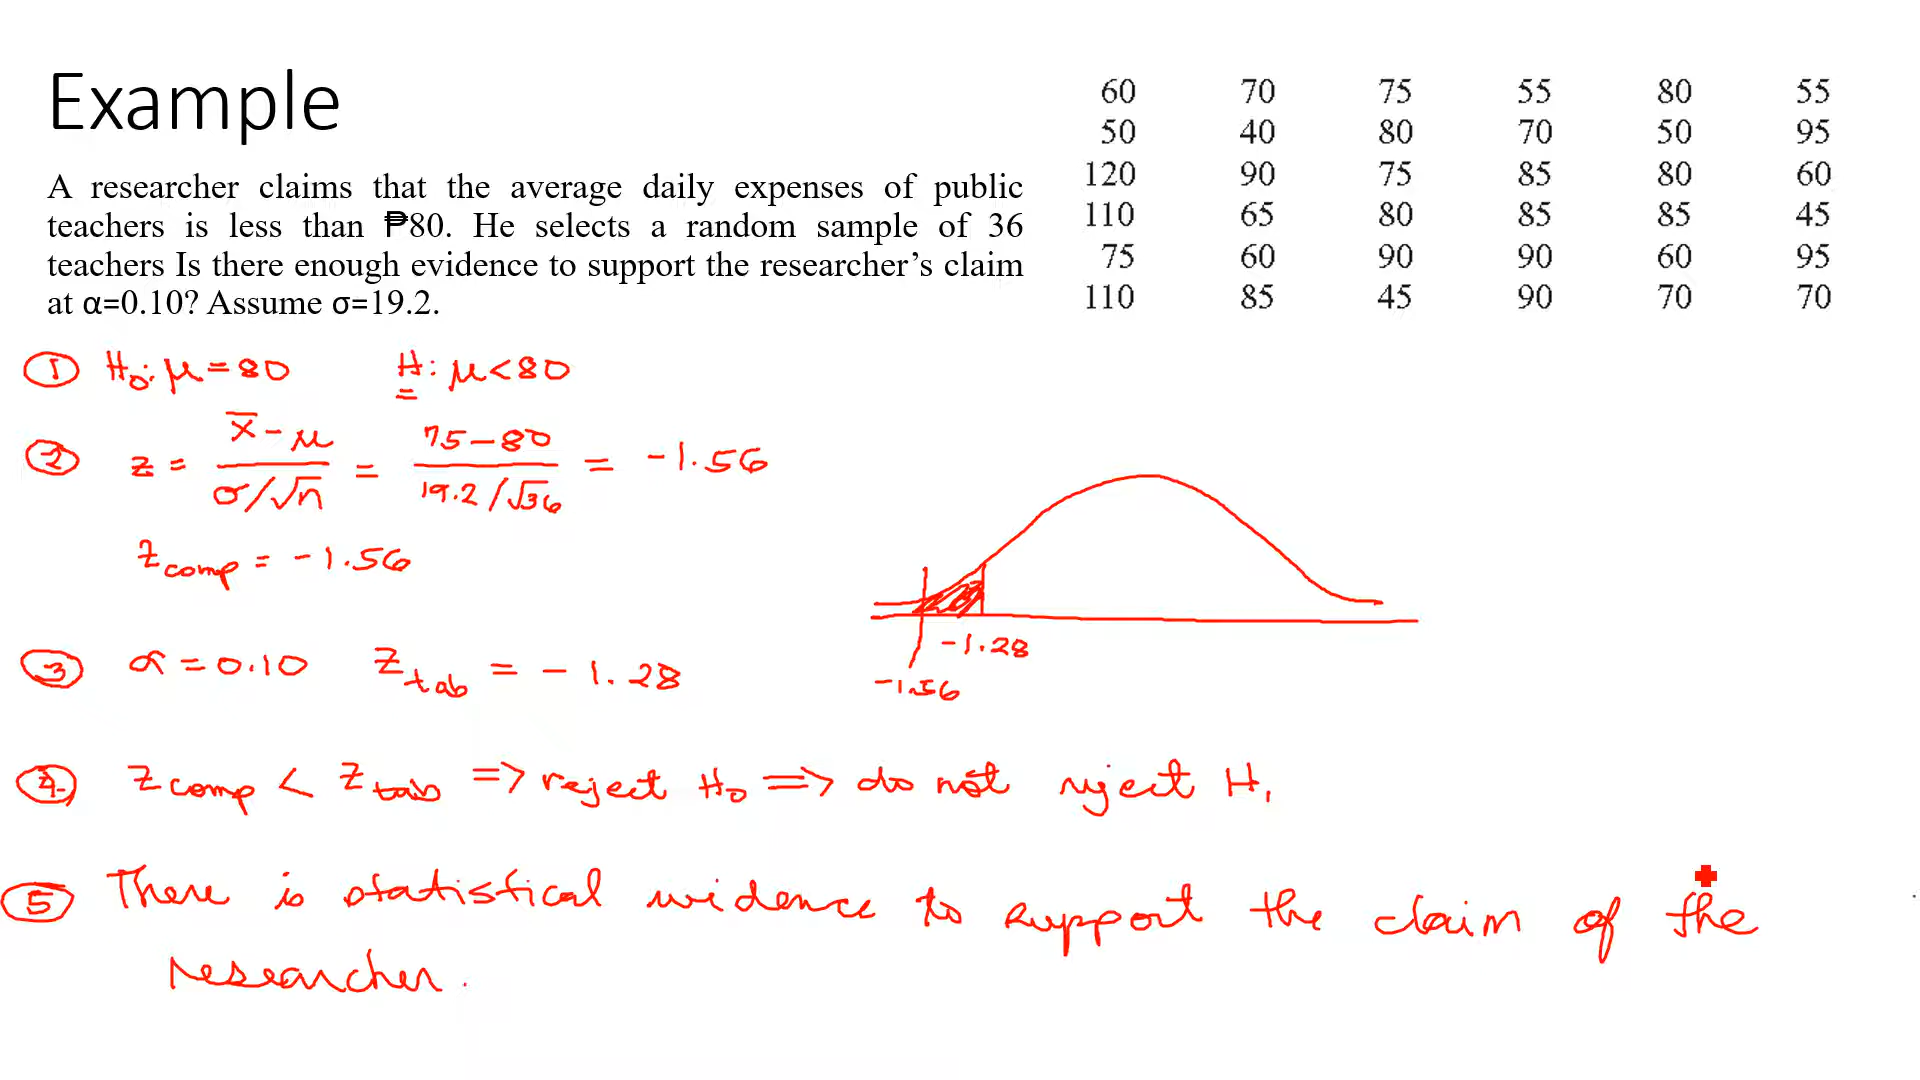 Example
A researcher claims that the average daily expenses of public
teachers is less than ₱80. He selects a random sample of 36
teachers Is there enough evidence to support the researcher’s claim
at α=0.10? Assume σ=19.2.
60 70 75 55 80 55
50 40 80 70 50 95
120 90 75 85 80 60
110 65 80 85 85 45
75 60 90 90 60 95
110 85 45 90 70 70
① H₀: μ = 80 H: μ < 80
② z = (x̄ - μ)/(σ/√n) = (75 - 80)/(19.2/√36) = -1.56
z comp = -1.56
③ α = 0.10 Z tab = -1.28
-1.28
-1.56
④ Z comp < Z tab => reject H₀ => do not reject H₁
⑤ There is statistical evidence to support the claim of the
researcher.